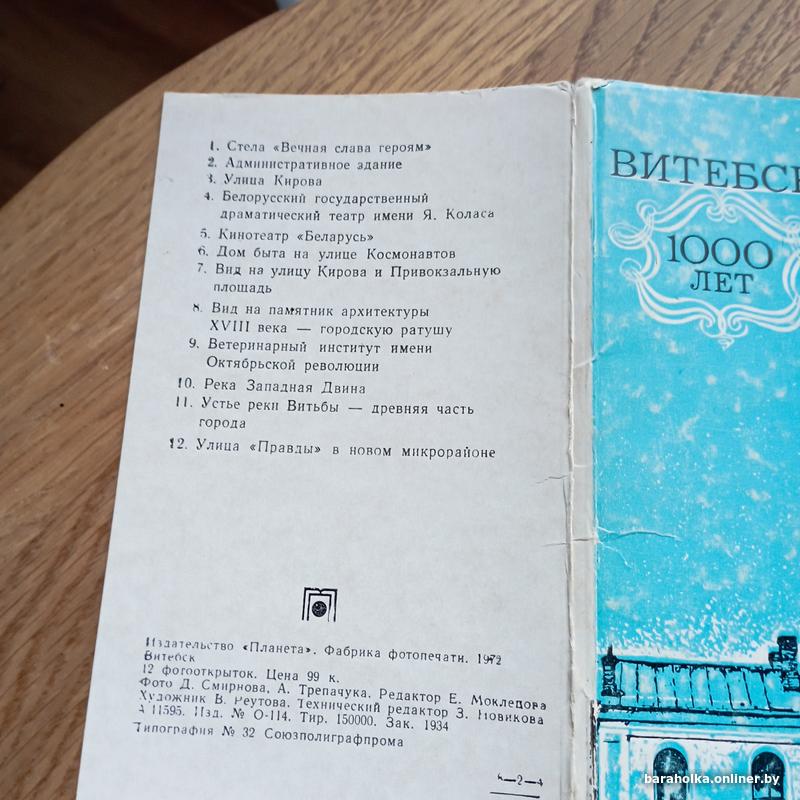 1. Стела «Вечная слава героям»
2. Административное здание
3. Улица Кирова
4. Белорусский государственный
драматический театр имени Я. Коласа
5. Кинотеатр «Беларусь»
6. Дом быта на улице Космонавтов
7. Вид на улицу Кирова и Привокзальную
площадь
8. Вид на памятник архитектуры
XVIII века — городскую ратушу
9. Ветеринарный институт имени
Октябрьской революции
10. Река Западная Двина
11. Устье реки Витьбы — древняя часть
города
12. Улица «Правды» в новом микрорайоне
Издательство «Планета». Фабрика фотопечати. 1972
Витебск
12 фотооткрыток. Цена 99 к.
Фото Д. Смирнова, А. Трепачука. Редактор Е. Моклецова
Художник В. Реутова. Технический редактор З. Новикова
А 11595. Изд. № О-114. Тир. 150000. Зак. 1934
Типография № 32 Союзполиграфпрома
8—2—4
ВИТЕБСК
1000
ЛЕТ
baraholka.onliner.by